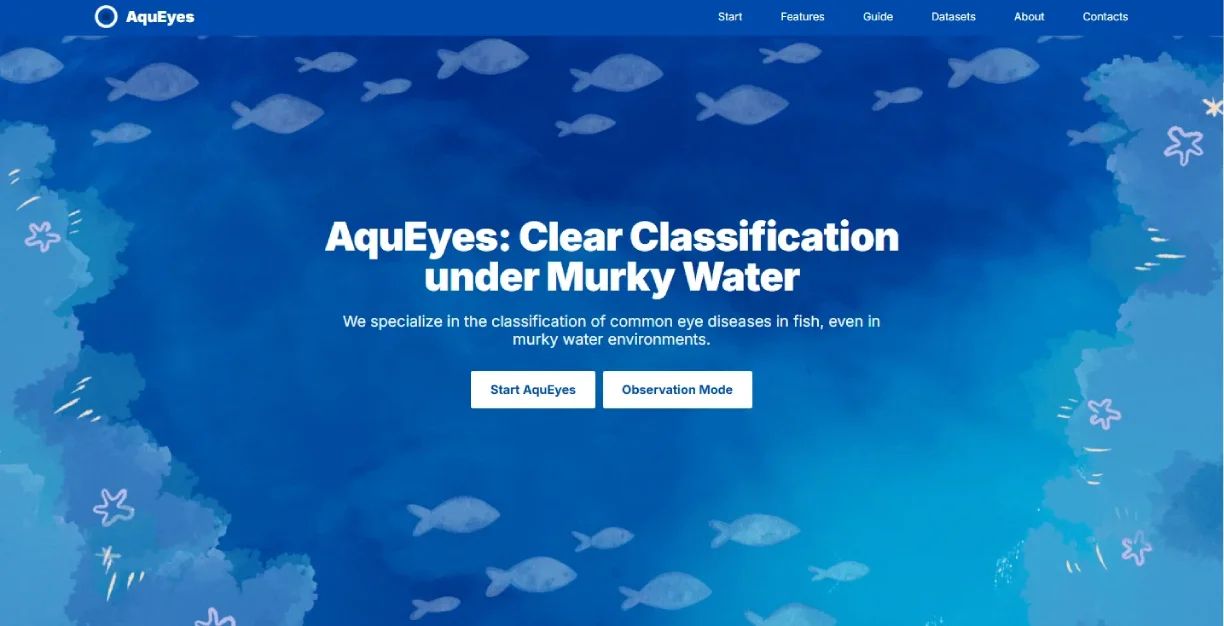 AquEyes
Start
Features
Guide
Datasets
About
Contacts
AquEyes: Clear Classification
under Murky Water
We specialize in the classification of common eye diseases in fish, even in
murky water environments.
Start AquEyes
Observation Mode